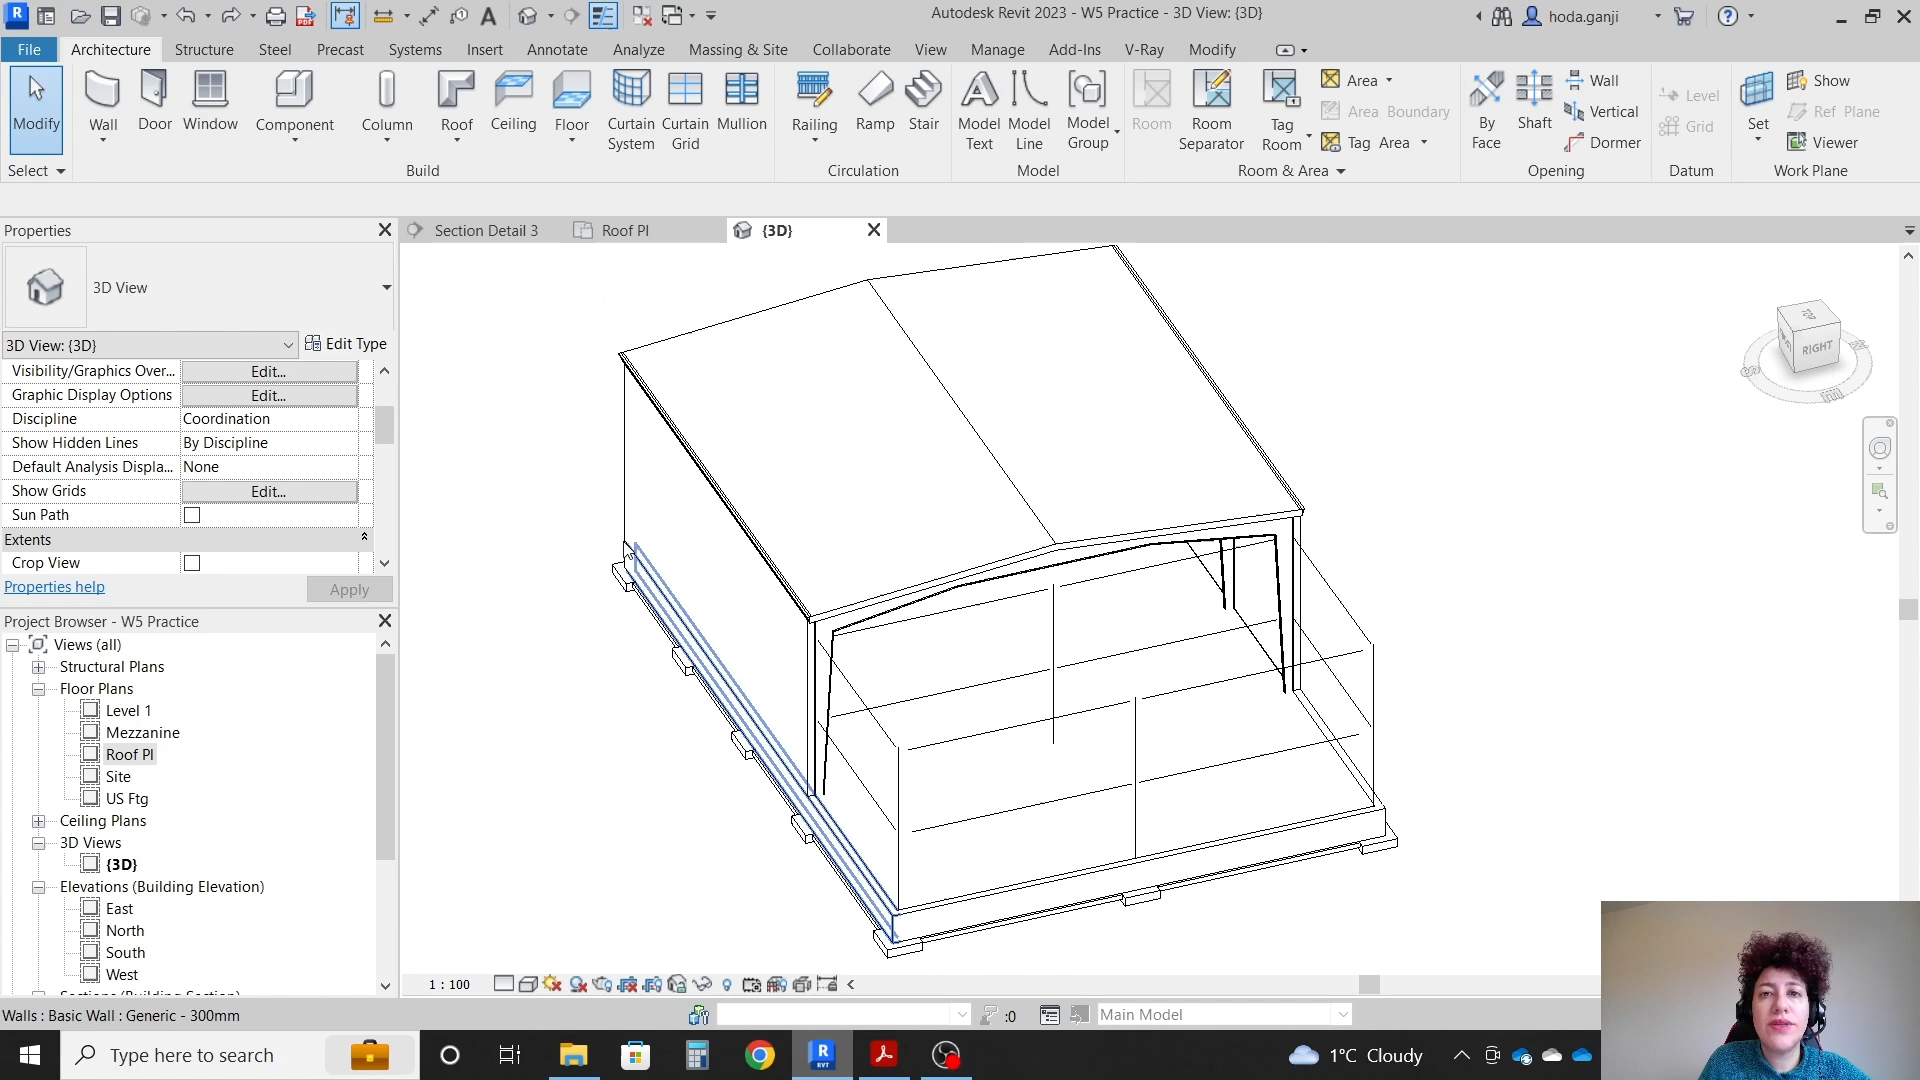 Autodesk Revit 2023 - W5 Practice - 3D View: {3D}
hoda.ganji
File Architecture Structure Steel Precast Systems Insert Annotate Analyze Massing & Site Collaborate View Manage Add-Ins V-Ray Modify
Modify
Wall
Door
Window
Component
Column
Roof
Ceiling
Floor
Curtain System
Curtain Grid
Mullion
Railing
Ramp
Stair
Model Text
Model Line
Model Group
Room
Room Separator
Tag Room
Area
Area Boundary
Tag Area
By Face
Shaft
Wall
Vertical
Dormer
Level
Grid
Set
Show
Ref Plane
Viewer
Select Build Circulation Model Room & Area Opening Datum Work Plane
Properties
Section Detail 3
Roof Pl
{3D}
3D View
3D View: {3D}
Edit Type
Visibility/Graphics Over... Edit...
Graphic Display Options Edit...
Discipline Coordination
Show Hidden Lines By Discipline
Default Analysis Displa... None
Show Grids Edit...
Sun Path
Extents
Crop View
Properties help
Apply
Project Browser - W5 Practice
Views (all)
Structural Plans
Floor Plans
Level 1
Mezzanine
Roof Pl
Site
US Ftg
Ceiling Plans
3D Views
{3D}
Elevations (Building Elevation)
East
North
South
West
TOP
RIGHT
1 : 100
Walls : Basic Wall : Generic - 300mm
:0
Main Model
Type here to search
1°C Cloudy